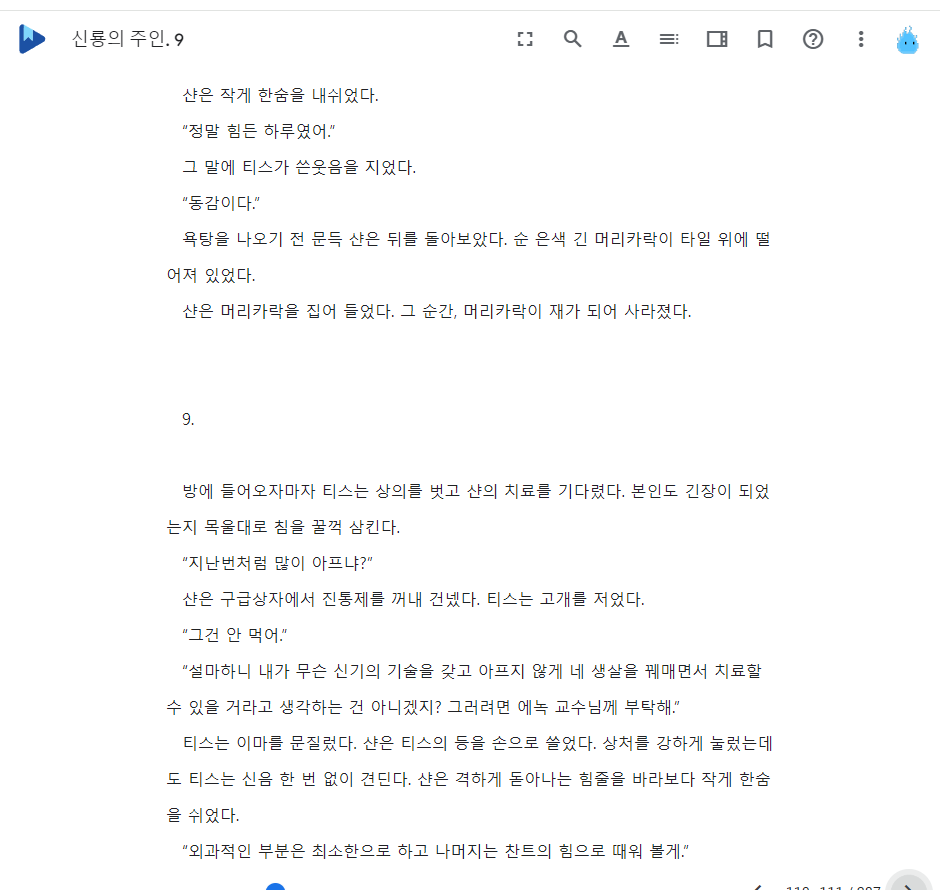 신룡의 주인. 9
샨은 작게 한숨을 내쉬었다.
“정말 힘든 하루였어.”
그 말에 티스가 쓴웃음을 지었다.
“동감이다.”
욕탕을 나오기 전 문득 샨은 뒤를 돌아보았다. 순 은색 긴 머리카락이 타일 위에 떨
어져 있었다.
샨은 머리카락을 집어 들었다. 그 순간, 머리카락이 재가 되어 사라졌다.
9.
방에 들어오자마자 티스는 상의를 벗고 샨의 치료를 기다렸다. 본인도 긴장이 되었
는지 목울대로 침을 꿀꺽 삼킨다.
“지난번처럼 많이 아프냐?”
샨은 구급상자에서 진통제를 꺼내 건넸다. 티스는 고개를 저었다.
“그건 안 먹어.”
“설마하니 내가 무슨 신기의 기술을 갖고 아프지 않게 네 생살을 꿰매면서 치료할
수 있을 거라고 생각하는 건 아니겠지? 그러려면 에녹 교수님께 부탁해.”
티스는 이마를 문질렀다. 샨은 티스의 등을 손으로 쓸었다. 상처를 강하게 눌렀는데
도 티스는 신음 한 번 없이 견딘다. 샨은 격하게 돋아나는 힘줄을 바라보다 작게 한숨
을 쉬었다.
“외과적인 부분은 최소한으로 하고 나머지는 찬트의 힘으로 때워 볼게.”